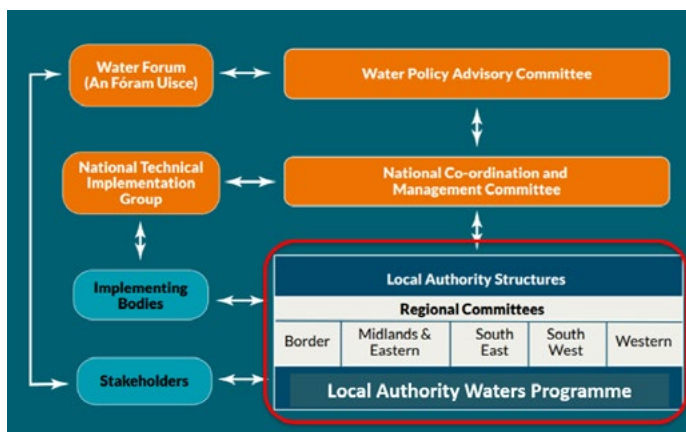 Water Forum
(An Fóram Uisce)
Water Policy Advisory Committee
National Technical
Implementation
Group
National Co-ordination and
Management Committee
Implementing
Bodies
Local Authority Structures
Regional Committees
Border
Midlands &
Eastern
South
East
South
West
Western
Stakeholders
Local Authority Waters Programme